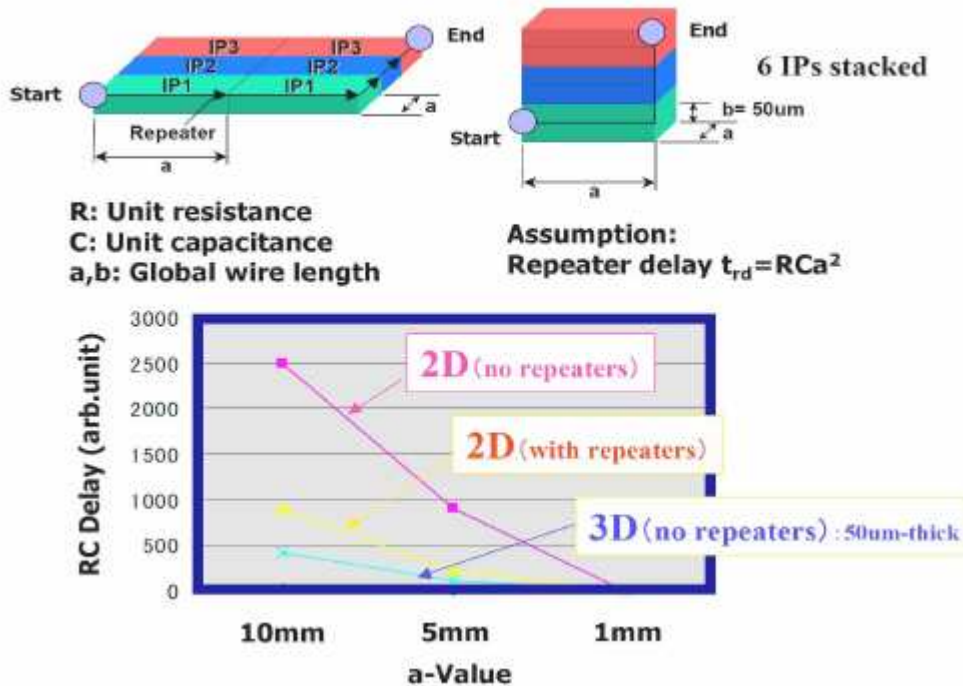 IP3 IP3
IP2 IP2
IP1 IP1
Start
End
Repeater
a
a
End
6 IPs stacked
b= 50um
Start
a
a
R: Unit resistance
C: Unit capacitance
a,b: Global wire length
Assumption:
Repeater delay t_rd=RCa²
RC Delay (arb.unit)
3000
2500
2000
1500
1000
500
0
2D (no repeaters)
2D (with repeaters)
3D (no repeaters) : 50um-thick
10mm 5mm 1mm
a-Value